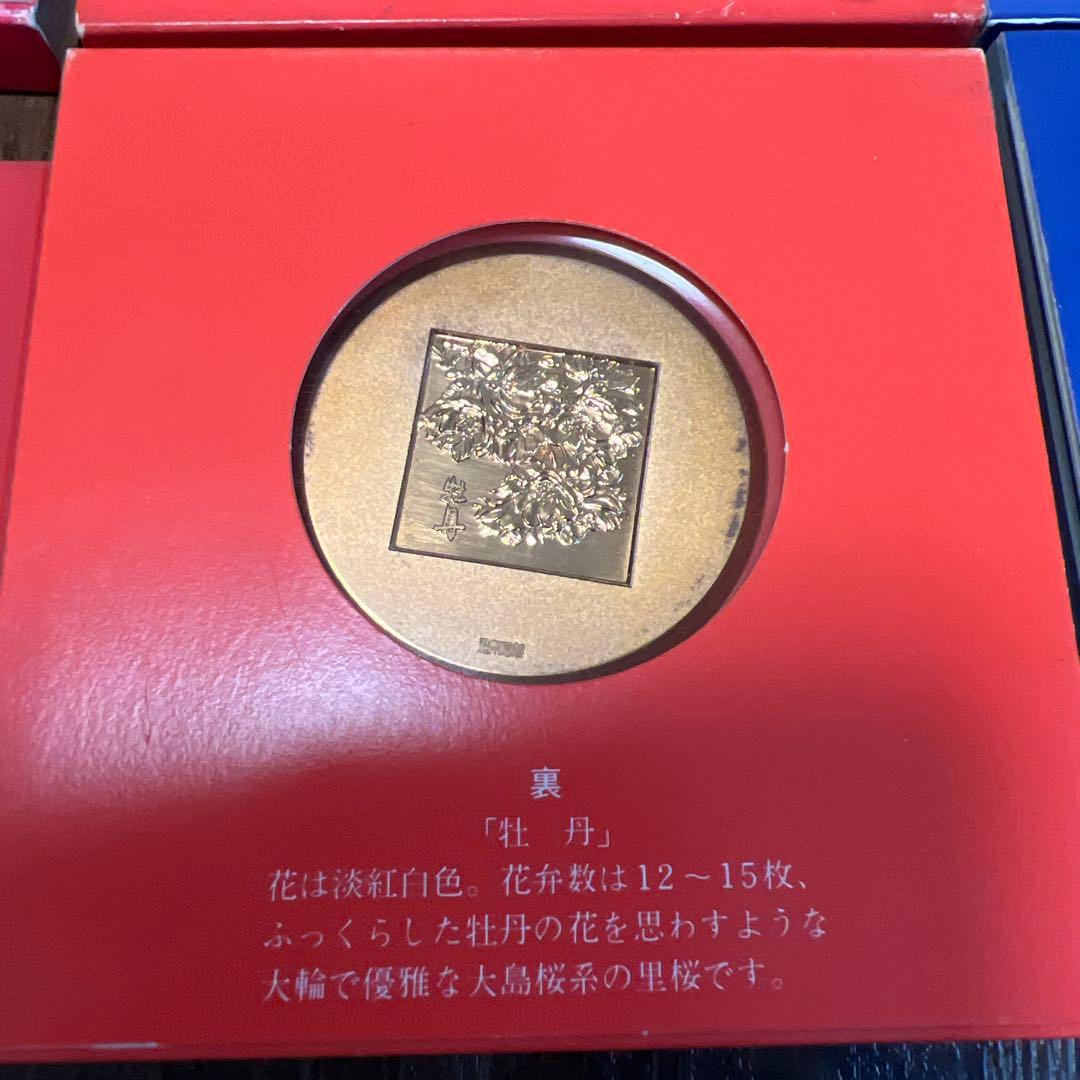 牡丹
裏
「牡 丹」
花は淡紅白色。花弁数は12～15枚、
ふっくらした牡丹の花を思わすような
大輪で優雅な大島桜系の里桜です。